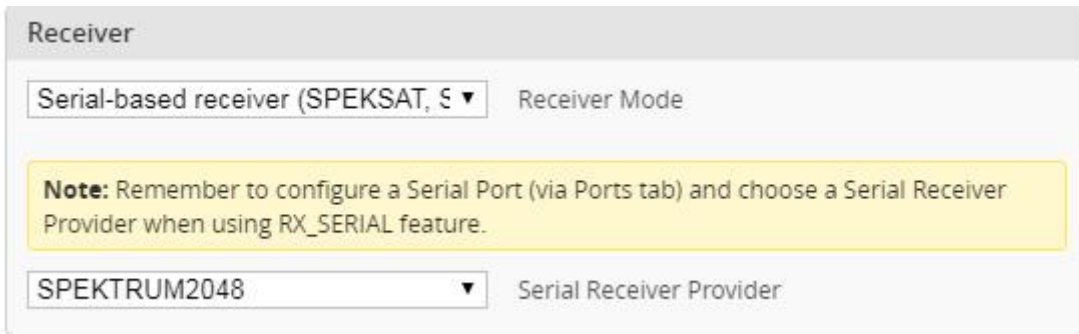 Receiver
Serial-based receiver (SPEKSAT, S Receiver Mode
Note: Remember to configure a Serial Port (via Ports tab) and choose a Serial Receiver
Provider when using RX_SERIAL feature.
SPEKTRUM2048 Serial Receiver Provider